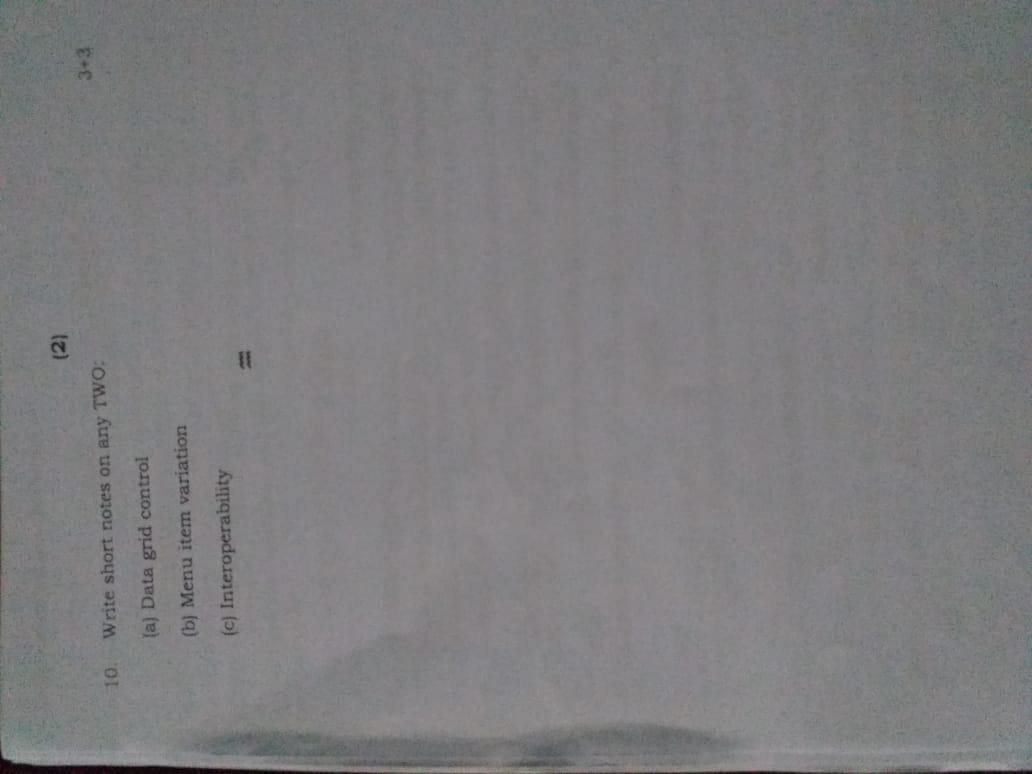 (2)
10. Write short notes on any TWO: 3+3
(a) Data grid control
(b) Menu item variation
(c) Interoperability